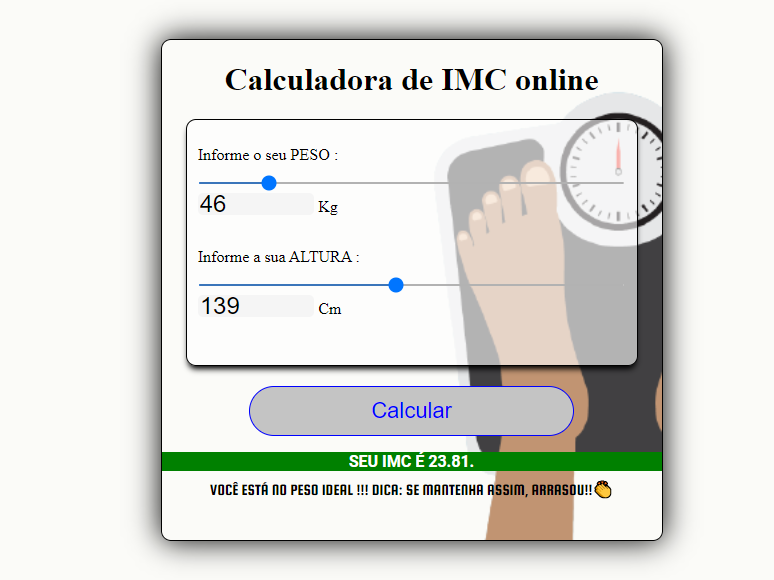 Calculadora de IMC online
Informe o seu PESO :
46 Kg
Informe a sua ALTURA :
139 Cm
Calcular
SEU IMC É 23.81.
VOCÊ ESTÁ NO PESO IDEAL !!! DICA: SE MANTENHA ASSIM, ARRASOU!!👏